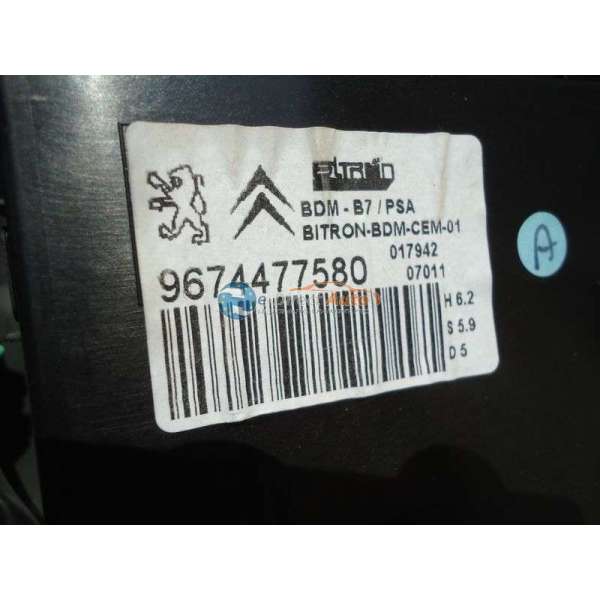 BITRON
BDM - B7 / PSA
BITRON-BDM-CEM-01
017942
9674477580
07011
H 6.2
S 5.9
D 5
A